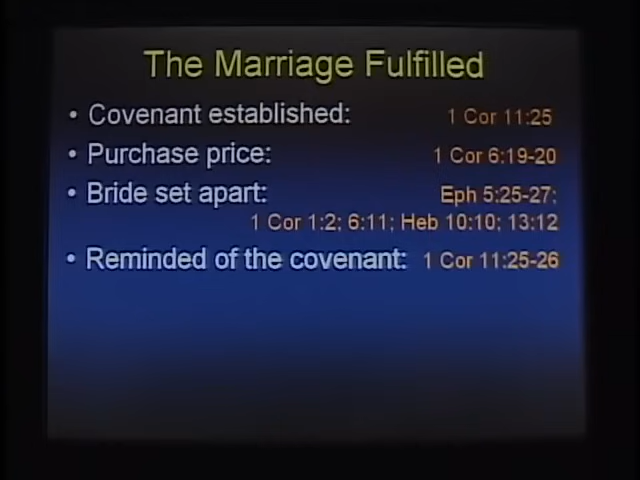 The Marriage Fulfilled
• Covenant established: 1 Cor 11:25
• Purchase price: 1 Cor 6:19-20
• Bride set apart: Eph 5:25-27;
1 Cor 1:2; 6:11; Heb 10:10; 13:12
• Reminded of the covenant: 1 Cor 11:25-26